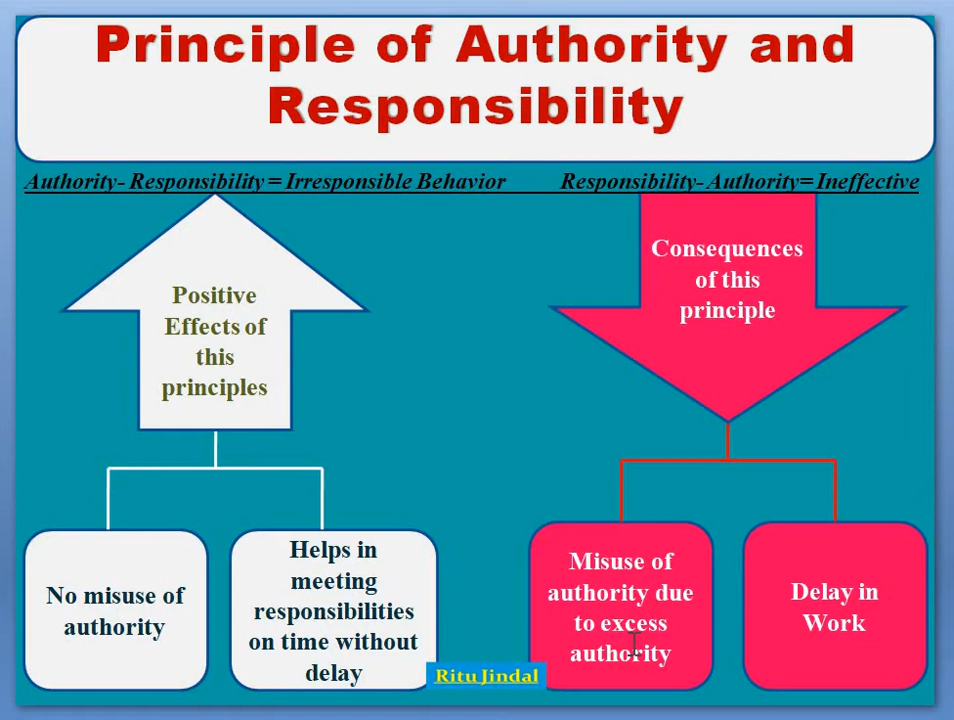 Principle of Authority and
Responsibility
Authority- Responsibility = Irresponsible Behavior
Responsibility- Authority= Ineffective
Positive
Effects of
this
principles
Consequences
of this
principle
No misuse of
authority
Helps in
meeting
responsibilities
on time without
delay
Misuse of
authority due
to excess
authority
Delay in
Work
Ritu Jindal